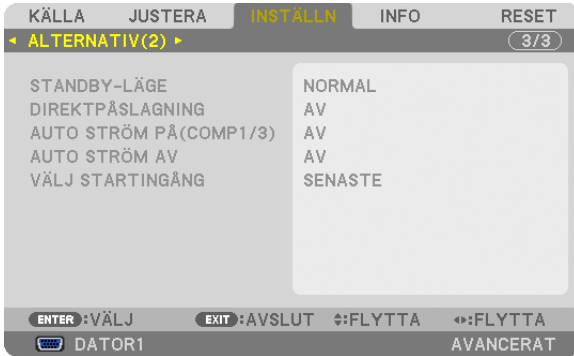 KÄLLA JUSTERA INSTÄLLN INFO RESET
ALTERNATIV(2) 3/3
STANDBY-LÄGE NORMAL
DIREKTPÅSLAGNING AV
AUTO STRÖM PÅ(COMP1/3) AV
AUTO STRÖM AV AV
VÄLJ STARTINGÅNG SENASTE
ENTER:VÄLJ EXIT:AVSLUT :FLYTTA :FLYTTA
DATOR1 AVANCERAT